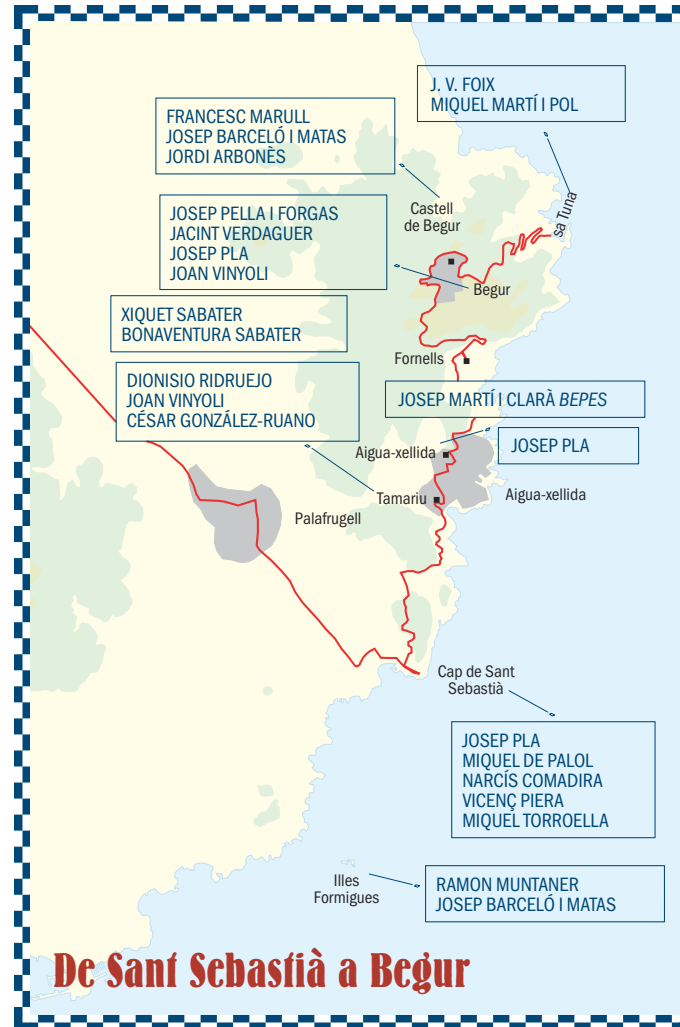 J. V. FOIX
MIQUEL MARTÍ I POL
FRANCESC MARULL
JOSEP BARCELÓ I MATAS
JORDI ARBONÈS
Castell
de Begur
sa Tuna
JOSEP PELLA I FORGAS
JACINT VERDAGUER
JOSEP PLA
JOAN VINYOLI
Begur
XIQUET SABATER
BONAVENTURA SABATER
Fornells
DIONISIO RIDRUEJO
JOAN VINYOLI
CÉSAR GONZÁLEZ-RUANO
JOSEP MARTÍ I CLARÀ BEPES
JOSEP PLA
Aigua-xellida
Tamariu
Aigua-xellida
Palafrugell
Cap de Sant
Sebastià
JOSEP PLA
MIQUEL DE PALOL
NARCÍS COMADIRA
VICENÇ PIERA
MIQUEL TORROELLA
Illes
Formigues
RAMON MUNTANER
JOSEP BARCELÓ I MATAS
De Sant Sebastià a Begur